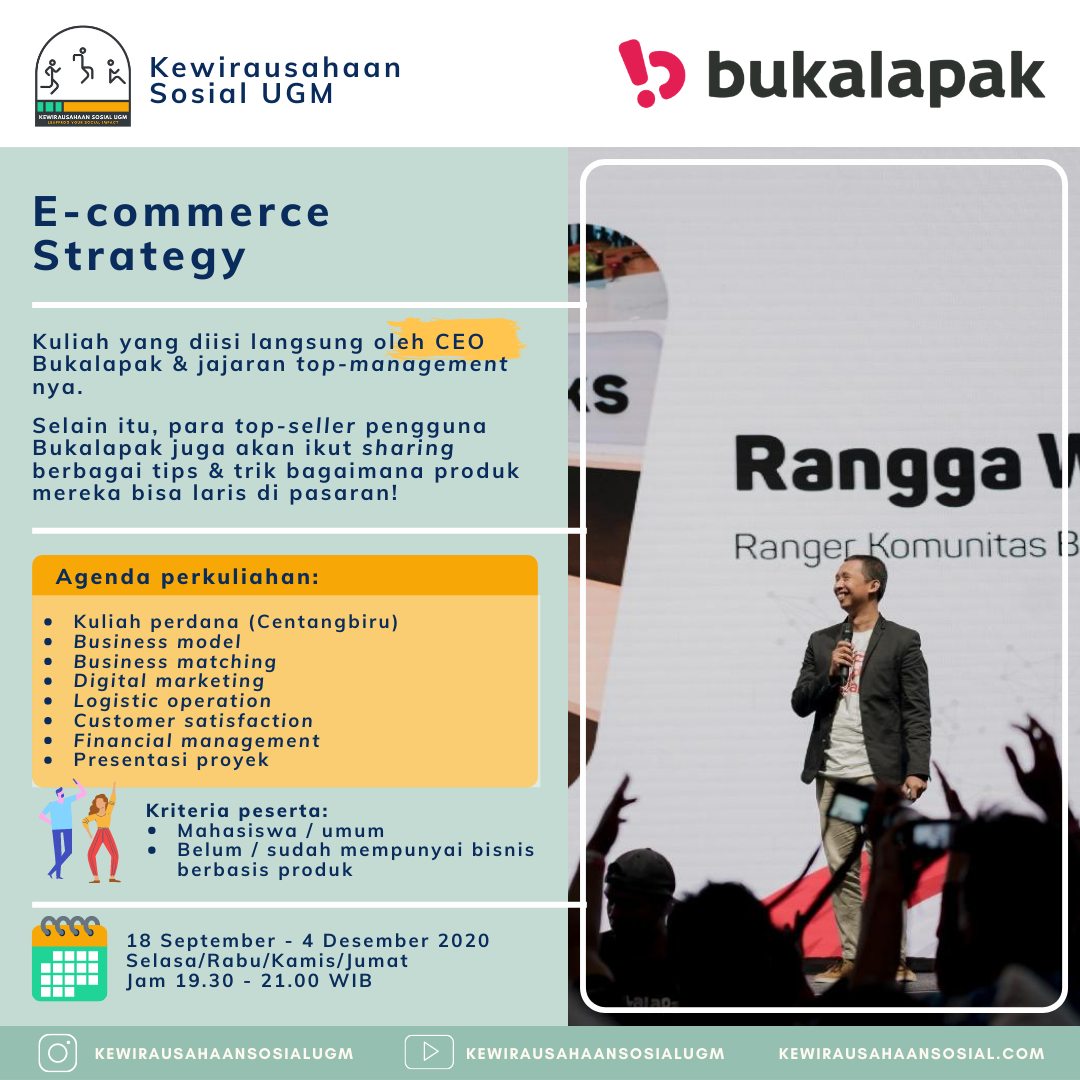 KEWIRAUSAHAAN SOSIAL UGM
Kewirausahaan
Sosial UGM
bukalapak
E-commerce
Strategy
Kuliah yang diisi langsung oleh CEO
Bukalapak & jajaran top-management
nya.
Selain itu, para top-seller pengguna
Bukalapak juga akan ikut sharing
berbagai tips & trik bagaimana produk
mereka bisa laris di pasaran!
Agenda perkuliahan:
• Kuliah perdana (Centangbiru)
• Business model
• Business matching
• Digital marketing
• Logistic operation
• Customer satisfaction
• Financial management
• Presentasi proyek
Kriteria peserta:
• Mahasiswa / umum
• Belum / sudah mempunyai bisnis
berbasis produk
18 September - 4 Desember 2020
Selasa/Rabu/Kamis/Jumat
Jam 19.30 - 21.00 WIB
ks
Rangga W
Ranger Komunitas B
KEWIRAUSAHAANSOSIALUGM
KEWIRAUSAHAANSOSIALUGM
KEWIRAUSAHAANSOSIAL.COM